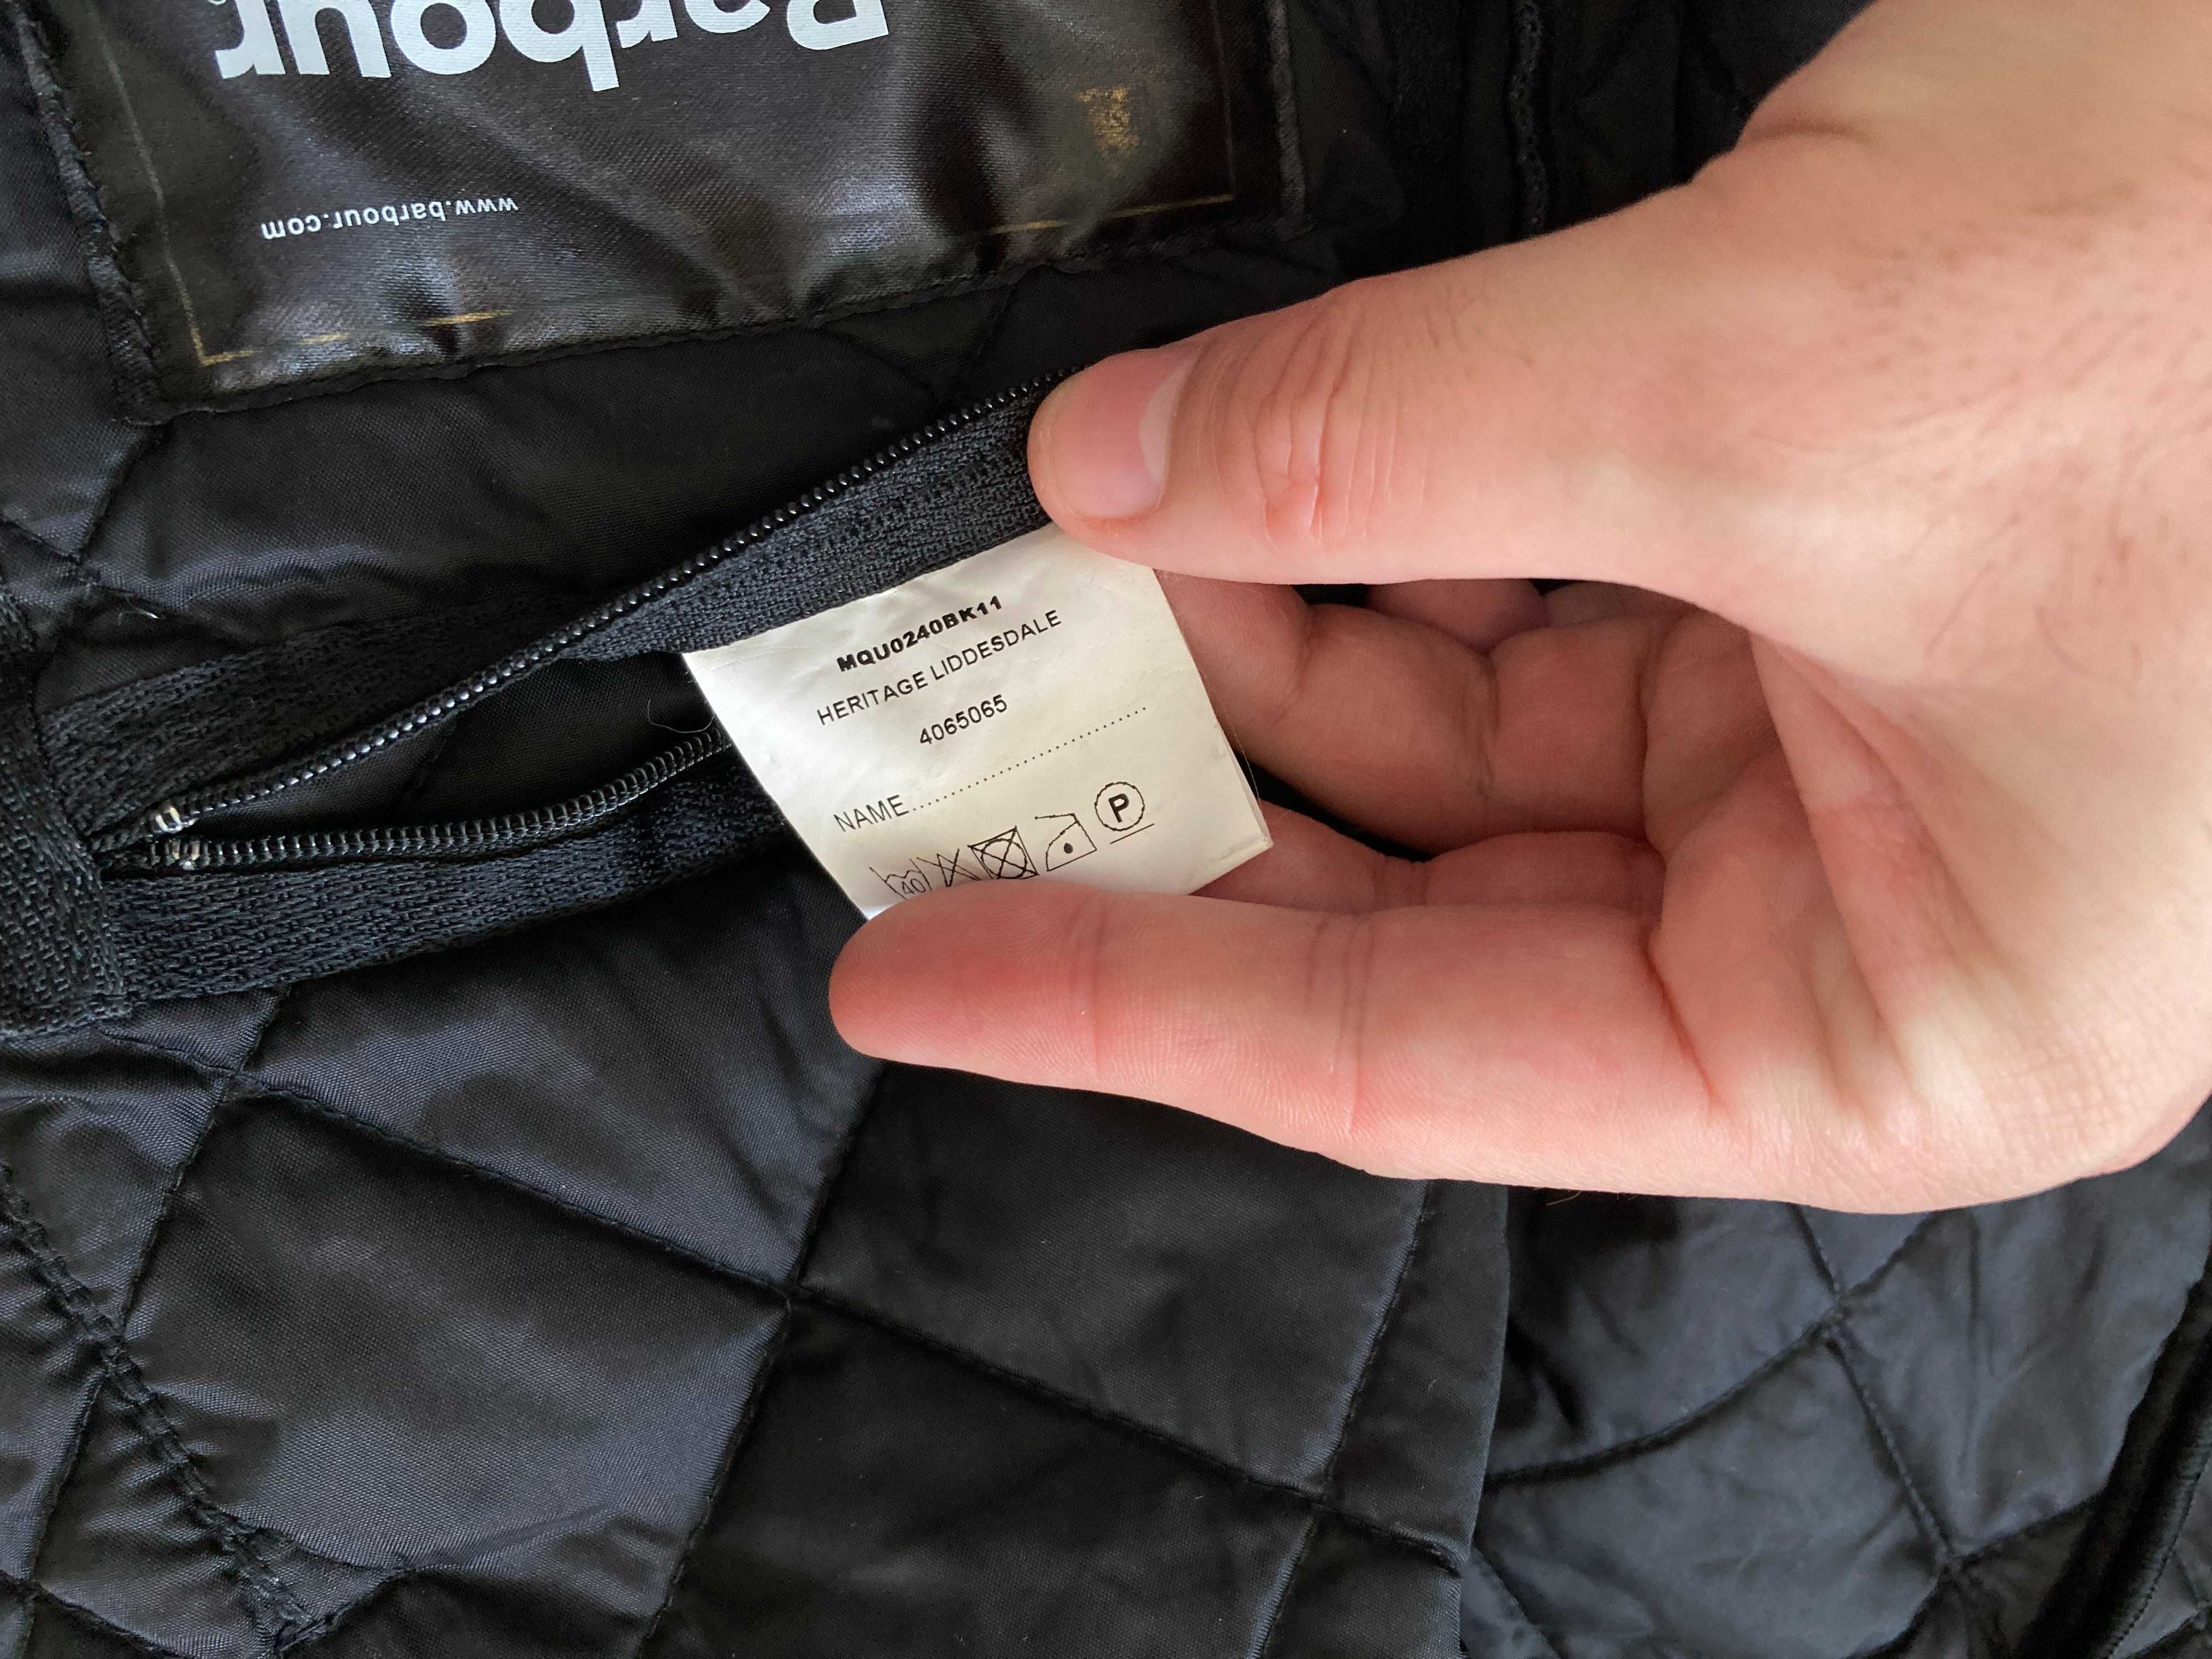 Barbour
www.barbour.com
MQU0240BK11
HERITAGE LIDDESDALE
4065065
NAME................................
40
P